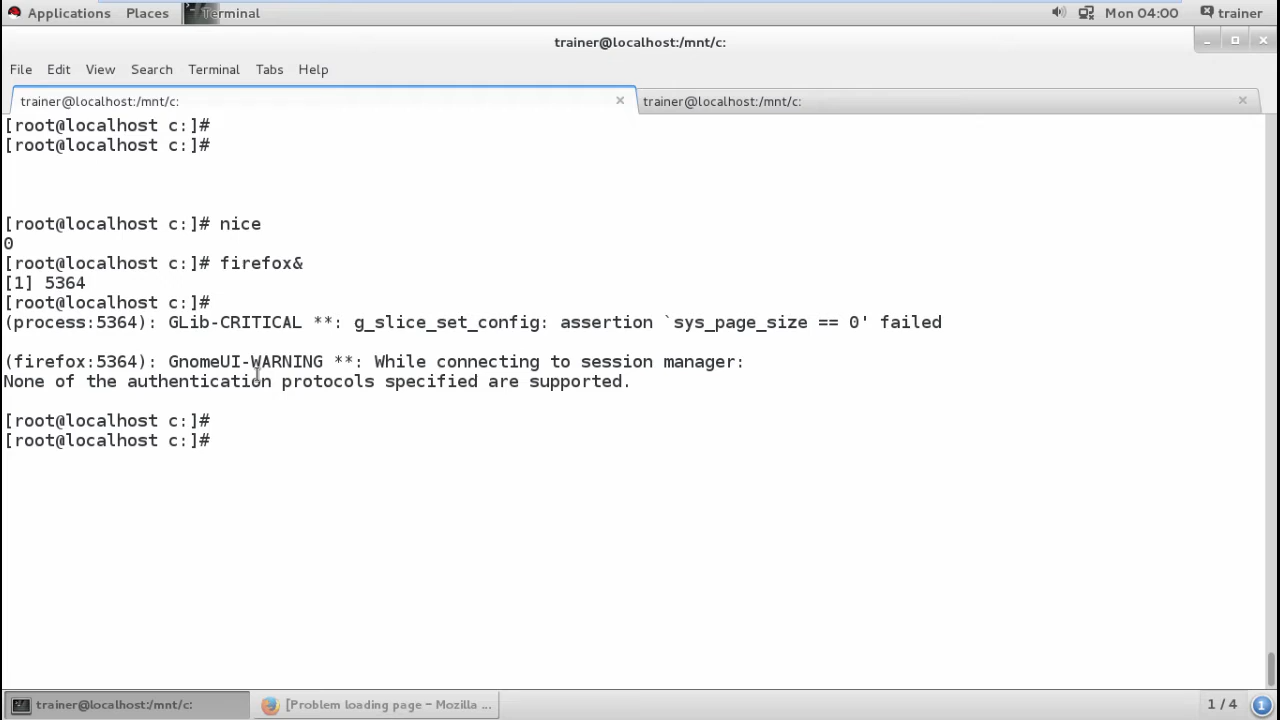 Applications Places Terminal Mon 04:00 trainer
trainer@localhost:/mnt/c:
File Edit View Search Terminal Tabs Help
trainer@localhost:/mnt/c: × trainer@localhost:/mnt/c: ×
[root@localhost c:]#
[root@localhost c:]#
[root@localhost c:]# nice
0
[root@localhost c:]# firefox&
[1] 5364
[root@localhost c:]#
(process:5364): GLib-CRITICAL **: g_slice_set_config: assertion `sys_page_size == 0' failed
(firefox:5364): GnomeUI-WARNING **: While connecting to session manager:
None of the authentication protocols specified are supported.
[root@localhost c:]#
[root@localhost c:]#
trainer@localhost:/mnt/c: [Problem loading page – Mozilla ... 1 / 4 1